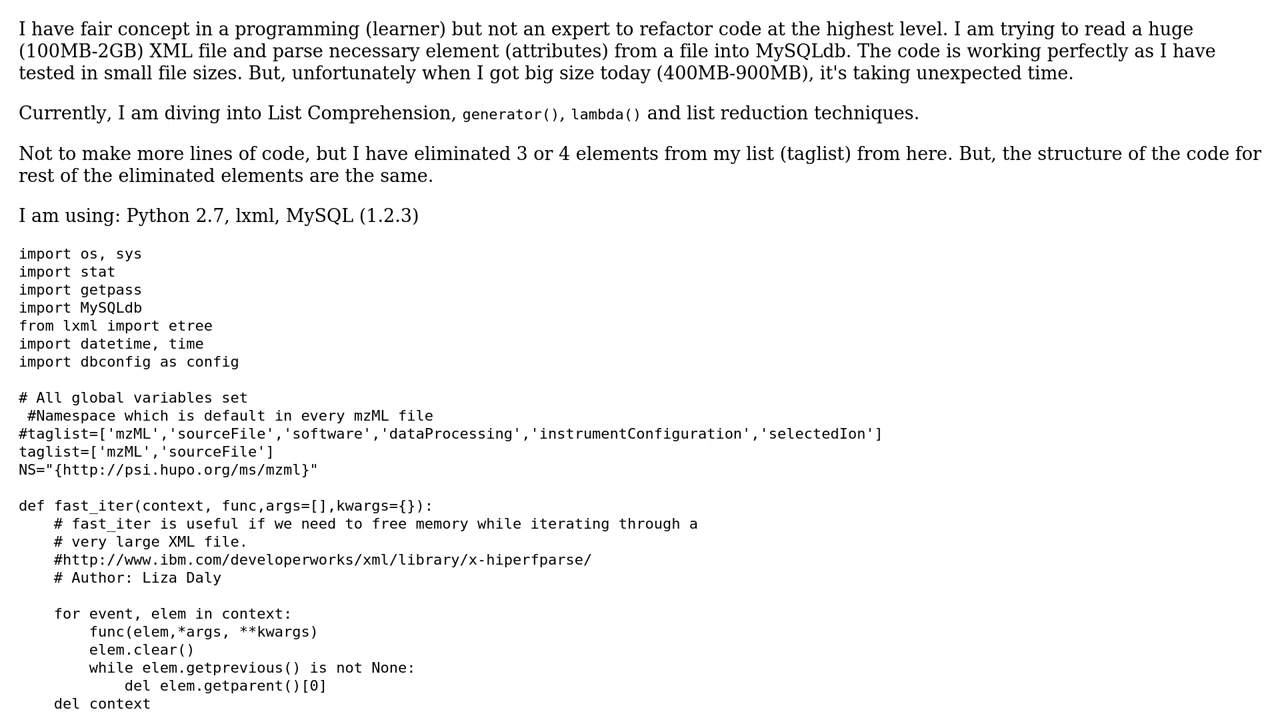 I have fair concept in a programming (learner) but not an expert to refactor code at the highest level. I am trying to read a huge
(100MB-2GB) XML file and parse necessary element (attributes) from a file into MySQLdb. The code is working perfectly as I have
tested in small file sizes. But, unfortunately when I got big size today (400MB-900MB), it's taking unexpected time.
Currently, I am diving into List Comprehension, generator(), lambda() and list reduction techniques.
Not to make more lines of code, but I have eliminated 3 or 4 elements from my list (taglist) from here. But, the structure of the code for
rest of the eliminated elements are the same.
I am using: Python 2.7, lxml, MySQL (1.2.3)
import os, sys
import stat
import getpass
import MySQLdb
from lxml import etree
import datetime, time
import dbconfig as config
# All global variables set
 #Namespace which is default in every mzML file
#taglist=['mzML','sourceFile','software','dataProcessing','instrumentConfiguration','selectedIon']
taglist=['mzML','sourceFile']
NS="{http://psi.hupo.org/ms/mzml}"
def fast_iter(context, func,args=[],kwargs={}):
    # fast_iter is useful if we need to free memory while iterating through a
    # very large XML file.
    #http://www.ibm.com/developerworks/xml/library/x-hiperfparse/
    # Author: Liza Daly
    for event, elem in context:
        func(elem,*args, **kwargs)
        elem.clear()
        while elem.getprevious() is not None:
            del elem.getparent()[0]
    del context